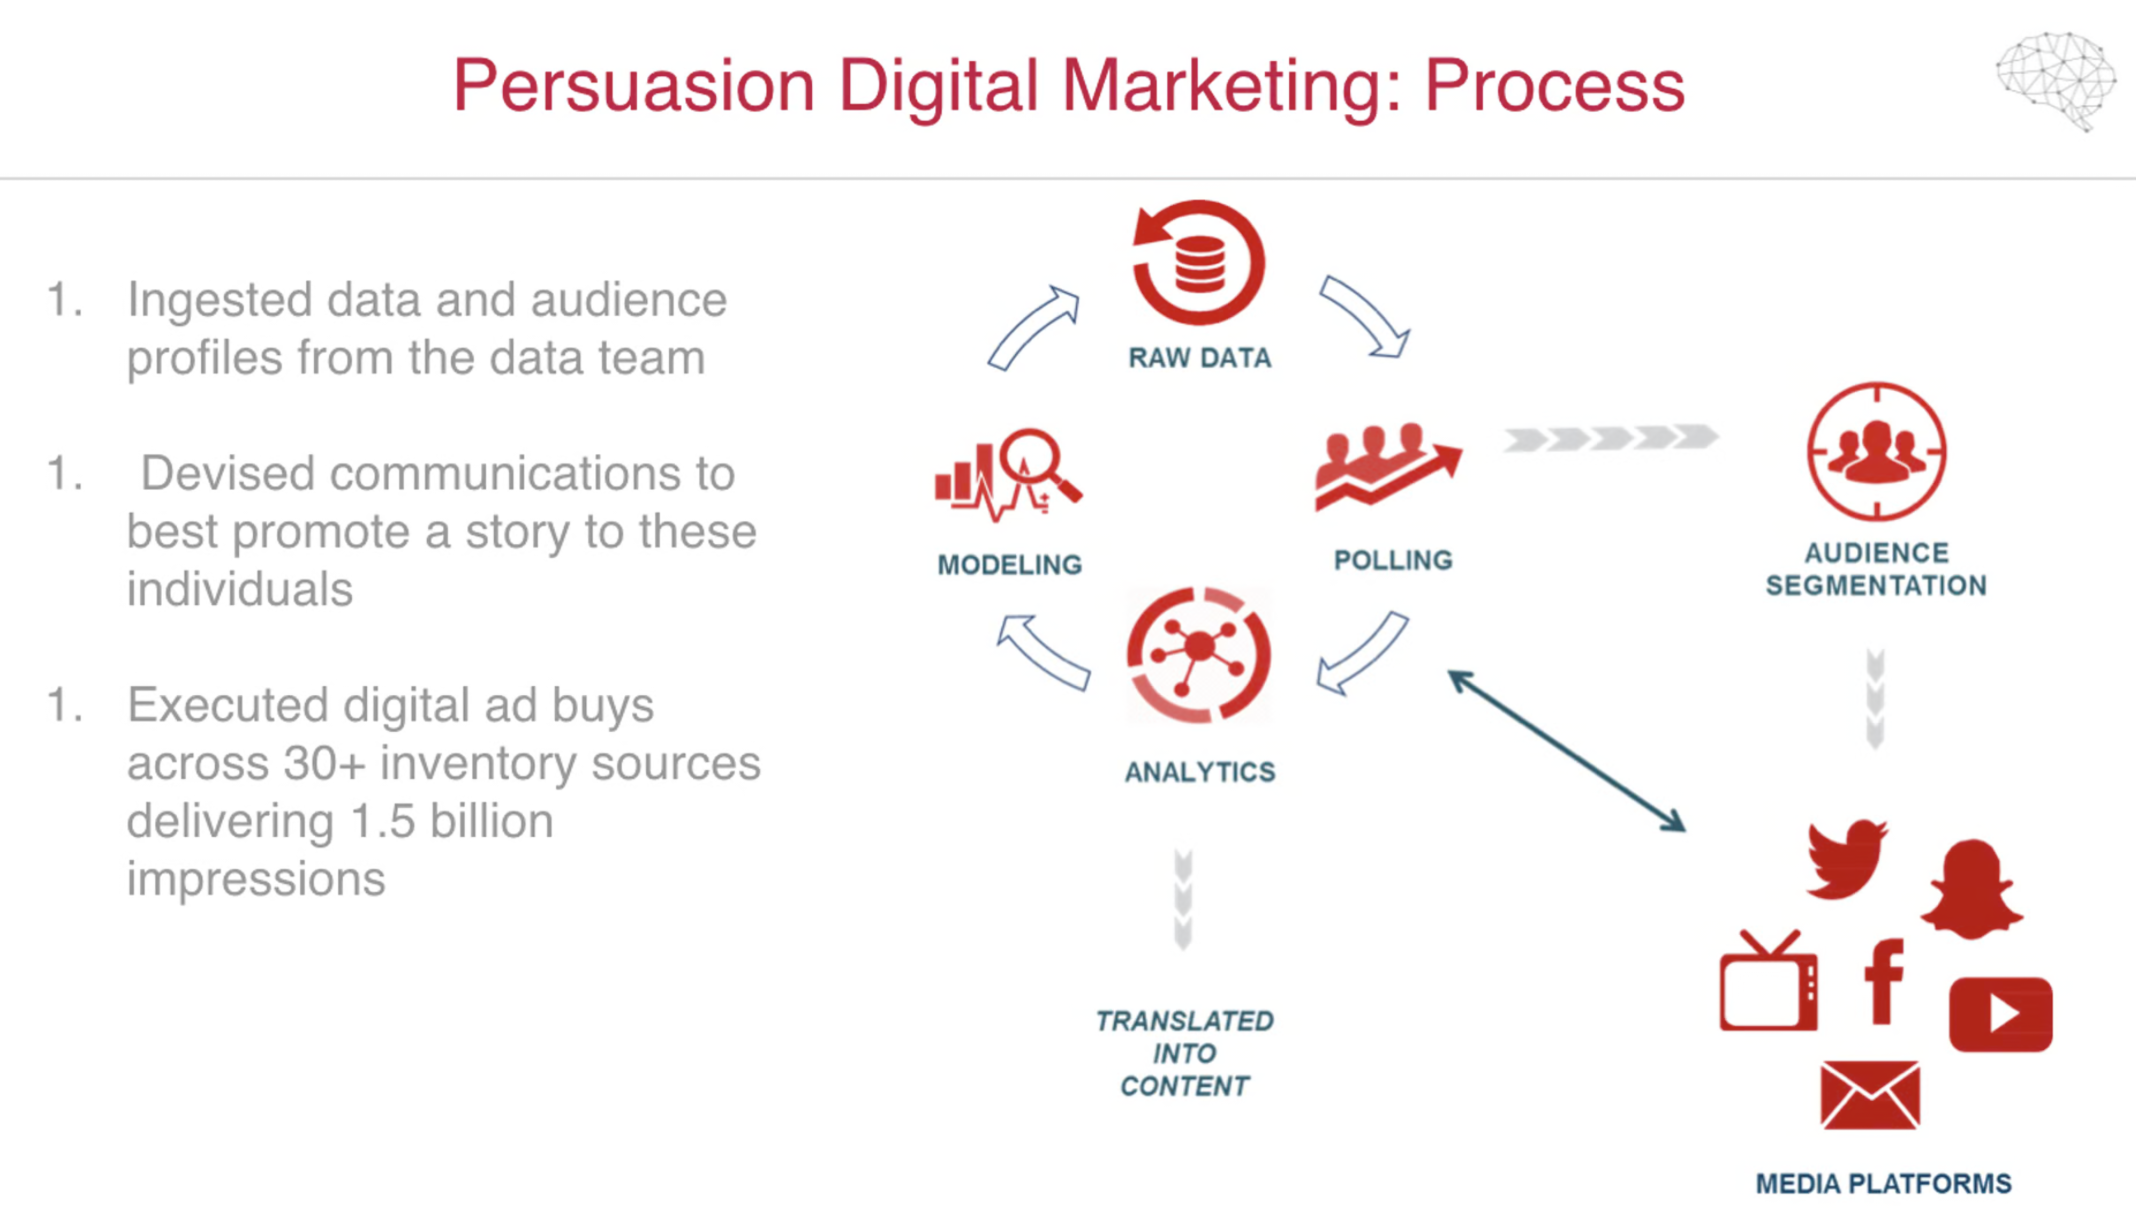 Persuasion Digital Marketing: Process
1. Ingested data and audience
profiles from the data team
1. Devised communications to
best promote a story to these
individuals
1. Executed digital ad buys
across 30+ inventory sources
delivering 1.5 billion
impressions
RAW DATA
MODELING
POLLING
AUDIENCE
SEGMENTATION
ANALYTICS
TRANSLATED
INTO
CONTENT
MEDIA PLATFORMS